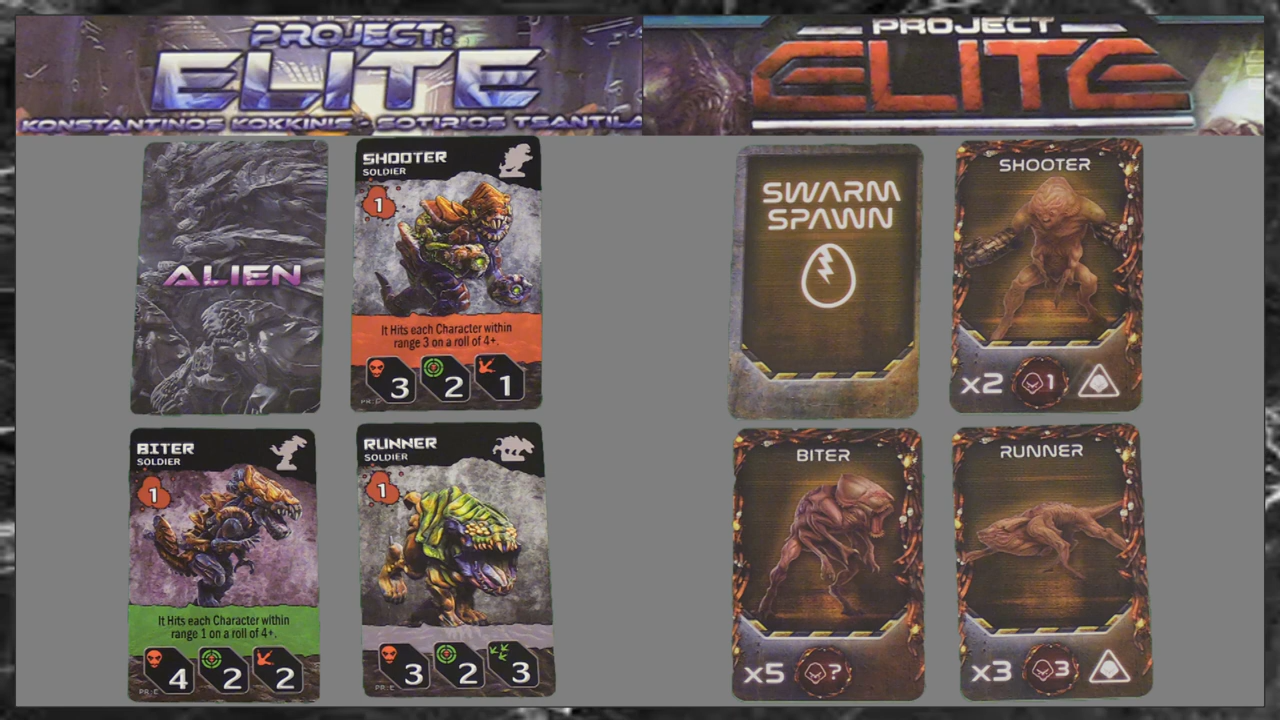 PROJECT:
ELITE
KONSTANTINOS KOKKINIS - SOTIRIOS TSANTILA
PROJECT
ELITE
ALIEN
SHOOTER
SOLDIER
1
It Hits each Character within
range 3 on a roll of 4+.
3 2 1
SWARM
SPAWN
SHOOTER
x2 1
BITER
SOLDIER
1
It Hits each Character within
range 1 on a roll of 4+.
4 2 2
PR:E
RUNNER
SOLDIER
1
3 2 3
PR:E
BITER
x5 ?
RUNNER
x3 3